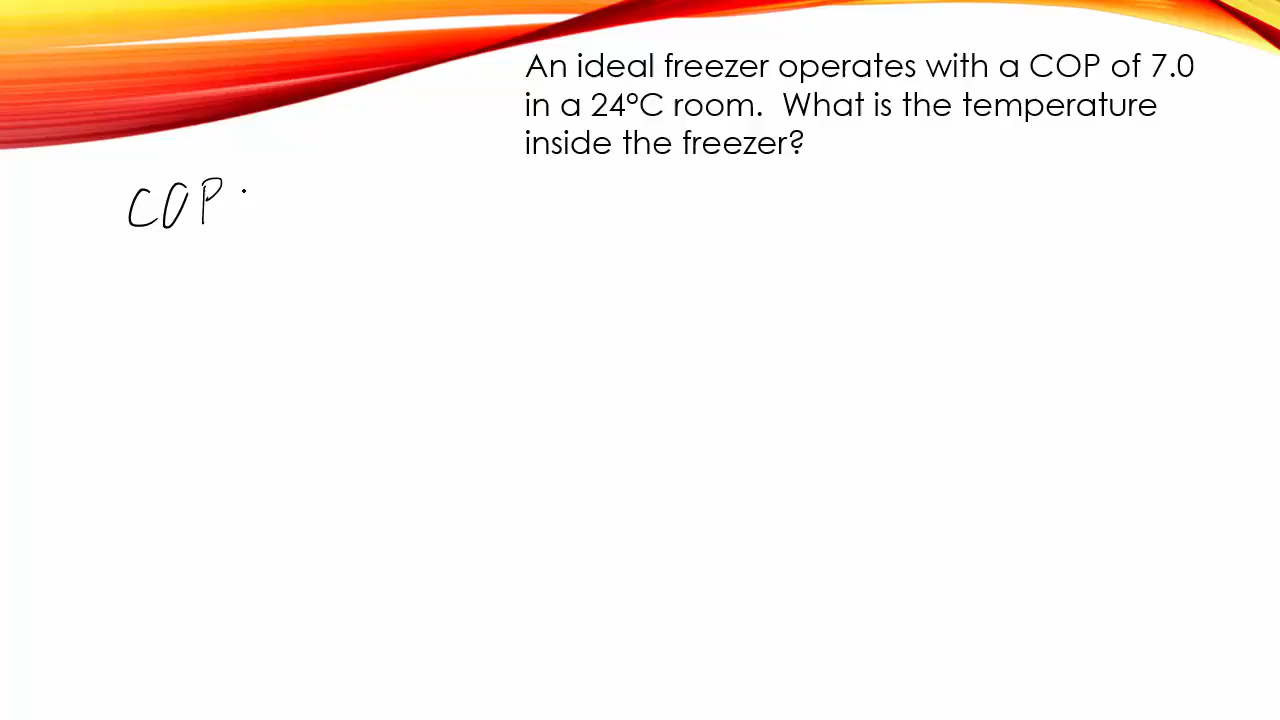 An ideal freezer operates with a COP of 7.0
in a 24°C room. What is the temperature
inside the freezer?
COP